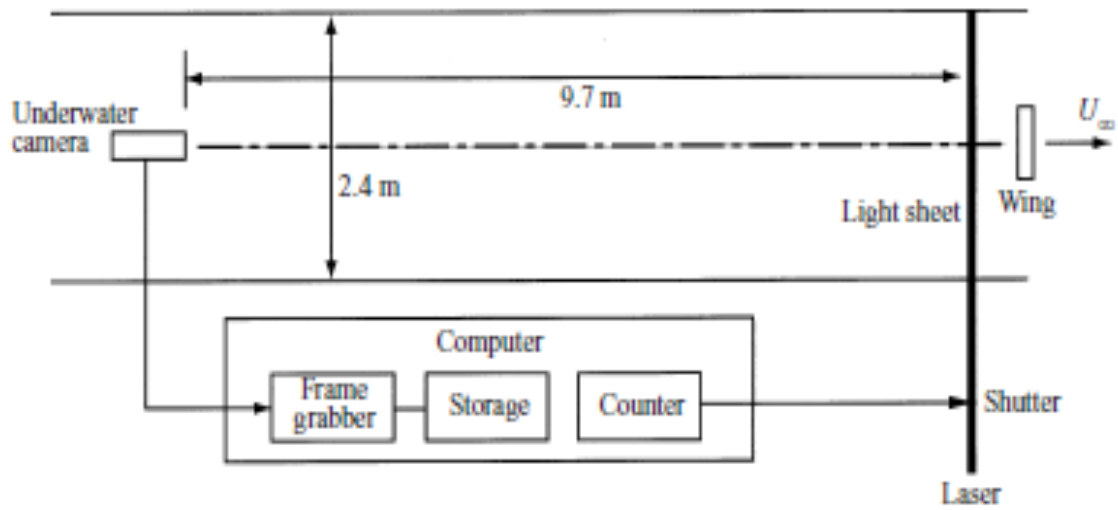 9.7 m
Underwater
camera
U∞
2.4 m
Wing
Light sheet
Computer
Frame
grabber
Storage
Counter
Shutter
Laser